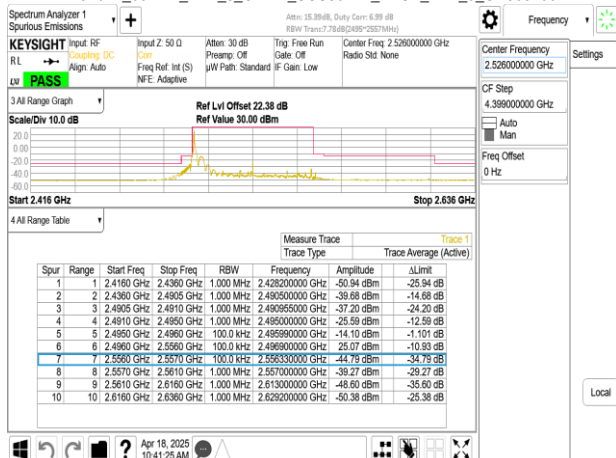 Spectrum Analyzer 1
Spurious Emissions
Attn: 15.39dB, Duty Corr: 6.99 dB
RBW Trans:7.78dB(2495~2557MHz)
Frequency
KEYSIGHT
RL
LXI PASS
Input: RF
Coupling: DC
Align: Auto
Input Z: 50 Ω
Corr
Freq Ref: Int (S)
NFE: Adaptive
Atten: 30 dB
Preamp: Off
µW Path: Standard
Trig: Free Run
Gate: Off
IF Gain: Low
Center Freq: 2.526000000 GHz
Radio Std: None
Center Frequency
2.526000000 GHz
Settings
CF Step
4.399000000 GHz
Auto
Man
Freq Offset
0 Hz
3 All Range Graph
Scale/Div 10.0 dB
Ref Lvl Offset 22.38 dB
Ref Value 30.00 dBm
20.0
0.00
-20.0
-40.0
-60.0
Start 2.416 GHz
Stop 2.636 GHz
4 All Range Table
Measure Trace Trace 1
Trace Type Trace Average (Active)
Spur Range Start Freq Stop Freq RBW Frequency Amplitude ΔLimit
1 1 2.4160 GHz 2.4360 GHz 1.000 MHz 2.428200000 GHz -50.94 dBm -25.94 dB
2 2 2.4360 GHz 2.4905 GHz 1.000 MHz 2.490500000 GHz -39.68 dBm -14.68 dB
3 3 2.4905 GHz 2.4910 GHz 1.000 MHz 2.490955000 GHz -37.20 dBm -24.20 dB
4 4 2.4910 GHz 2.4950 GHz 1.000 MHz 2.495000000 GHz -25.59 dBm -12.59 dB
5 5 2.4950 GHz 2.4960 GHz 100.0 kHz 2.495990000 GHz -14.10 dBm -1.101 dB
6 6 2.4960 GHz 2.5560 GHz 100.0 kHz 2.496900000 GHz 25.07 dBm -10.93 dB
7 7 2.5560 GHz 2.5570 GHz 100.0 kHz 2.556330000 GHz -44.79 dBm -34.79 dB
8 8 2.5570 GHz 2.5610 GHz 1.000 MHz 2.557000000 GHz -39.27 dBm -29.27 dB
9 9 2.5610 GHz 2.6160 GHz 1.000 MHz 2.613000000 GHz -48.60 dBm -35.60 dB
10 10 2.6160 GHz 2.6360 GHz 1.000 MHz 2.629200000 GHz -50.38 dBm -25.38 dB
Local
?
Apr 18, 2025
10:41:25 AM